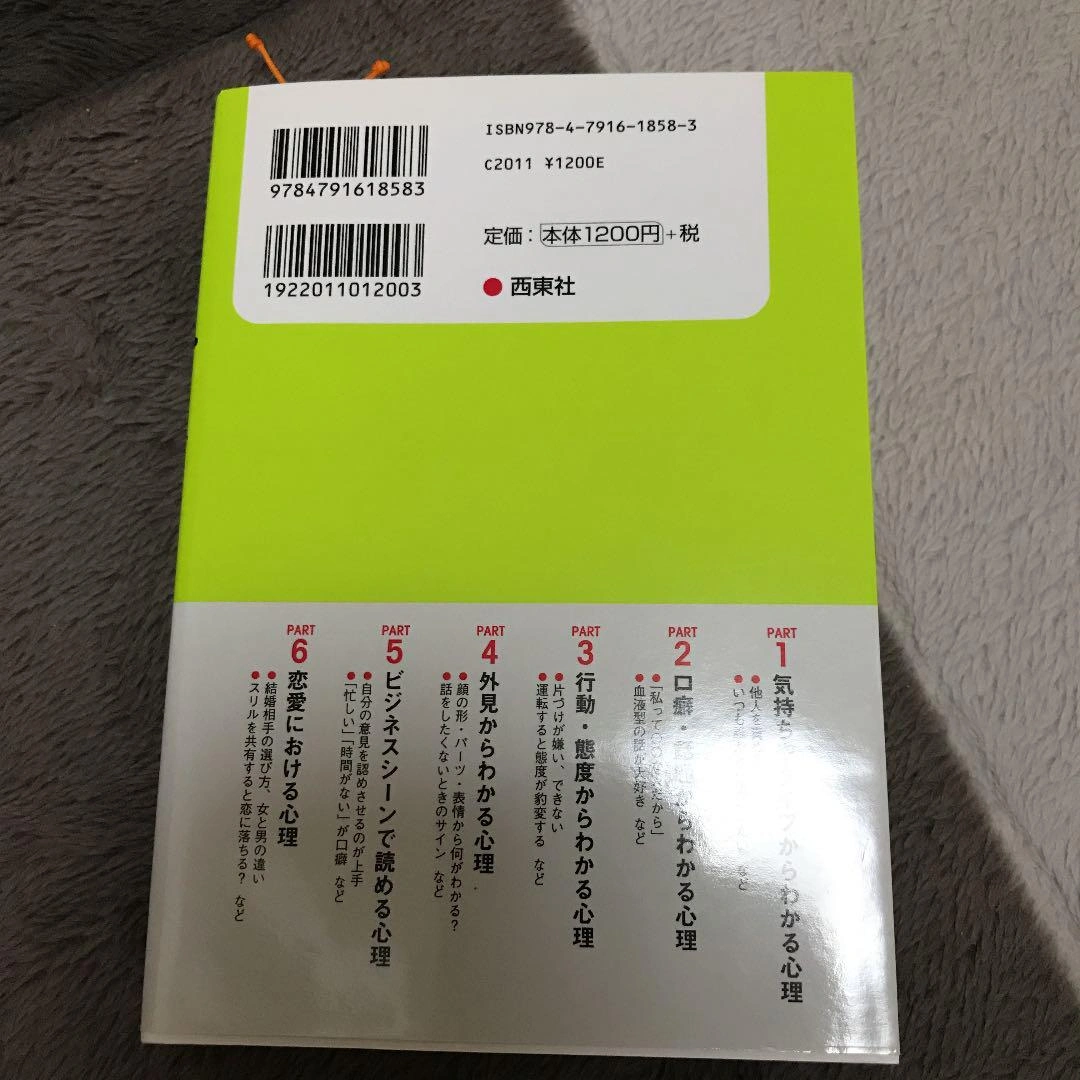 ISBN978-4-7916-1858-3
C2011 ¥1200E
9784791618583
定価：本体1200円+税
1922011012003
西東社
PART
1
気持ち
からわかる心理
●他人を
●いつも
など
PART
2
口癖・
からわかる心理
●「私って
だから」
●血液型の話が大好き など
PART
3
行動・態度からわかる心理
●片づけが嫌い、できない
●運転すると態度が豹変する など
PART
4
外見からわかる心理
●顔の形・パーツ・表情から何がわかる？
●話をしたくないときのサイン など
PART
5
ビジネスシーンで読める心理
●自分の意見を認めさせるのが上手
●「忙しい」「時間がない」が口癖 など
PART
6
恋愛における心理
●結婚相手の選び方、女と男の違い
●スリルを共有すると恋に落ちる？ など